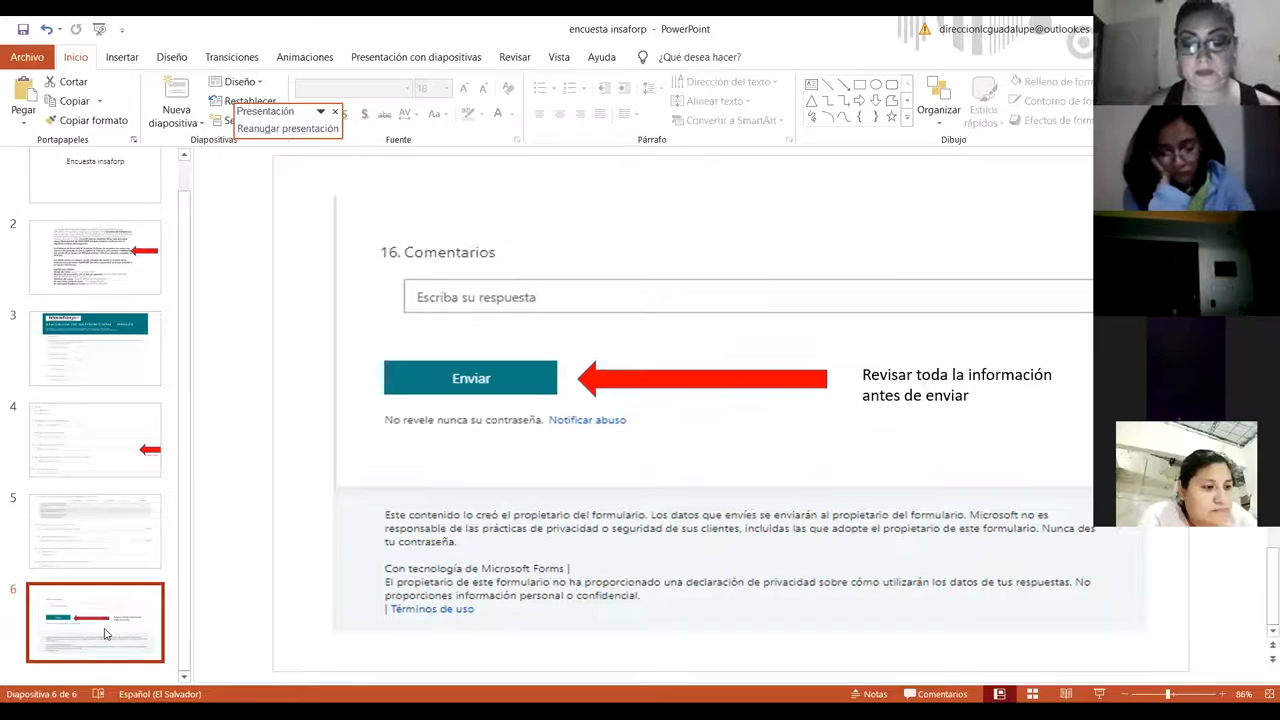 encuesta insaforp - PowerPoint
direccionlcguadalupe@outlook.es
Archivo
Inicio
Insertar
Diseño
Transiciones
Animaciones
Presentación con diapositivas
Revisar
Vista
Ayuda
¿Qué desea hacer?
Pegar
Cortar
Copiar
Copiar formato
Portapapeles
Nueva diapositiva
Diseño
Restablecer
Presentación
Reanudar presentación
Diapositivas
18
Fuente
Dirección del texto
Alinear texto
Convertir a SmartArt
Párrafo
Organizar
Estilos rápidos
Relleno de
Contorno de
Efectos de
Dibujo
Encuesta insaforp
2
3
4
5
6
16. Comentarios
Escriba su respuesta
Enviar
Revisar toda la información
antes de enviar
No revele nunca su contraseña. Notificar abuso
Este contenido lo creó el propietario del formulario. Los datos que envíes se enviarán al propietario del formulario. Microsoft no es
responsable de las prácticas de privacidad o seguridad de sus clientes, incluidas las que adopte el propietario de este formulario. Nunca des
tu contraseña.
Con tecnología de Microsoft Forms |
El propietario de este formulario no ha proporcionado una declaración de privacidad sobre cómo utilizarán los datos de tus respuestas. No
proporciones información personal o confidencial.
| Términos de uso
Diapositiva 6 de 6
Español (El Salvador)
Notas
Comentarios
86%